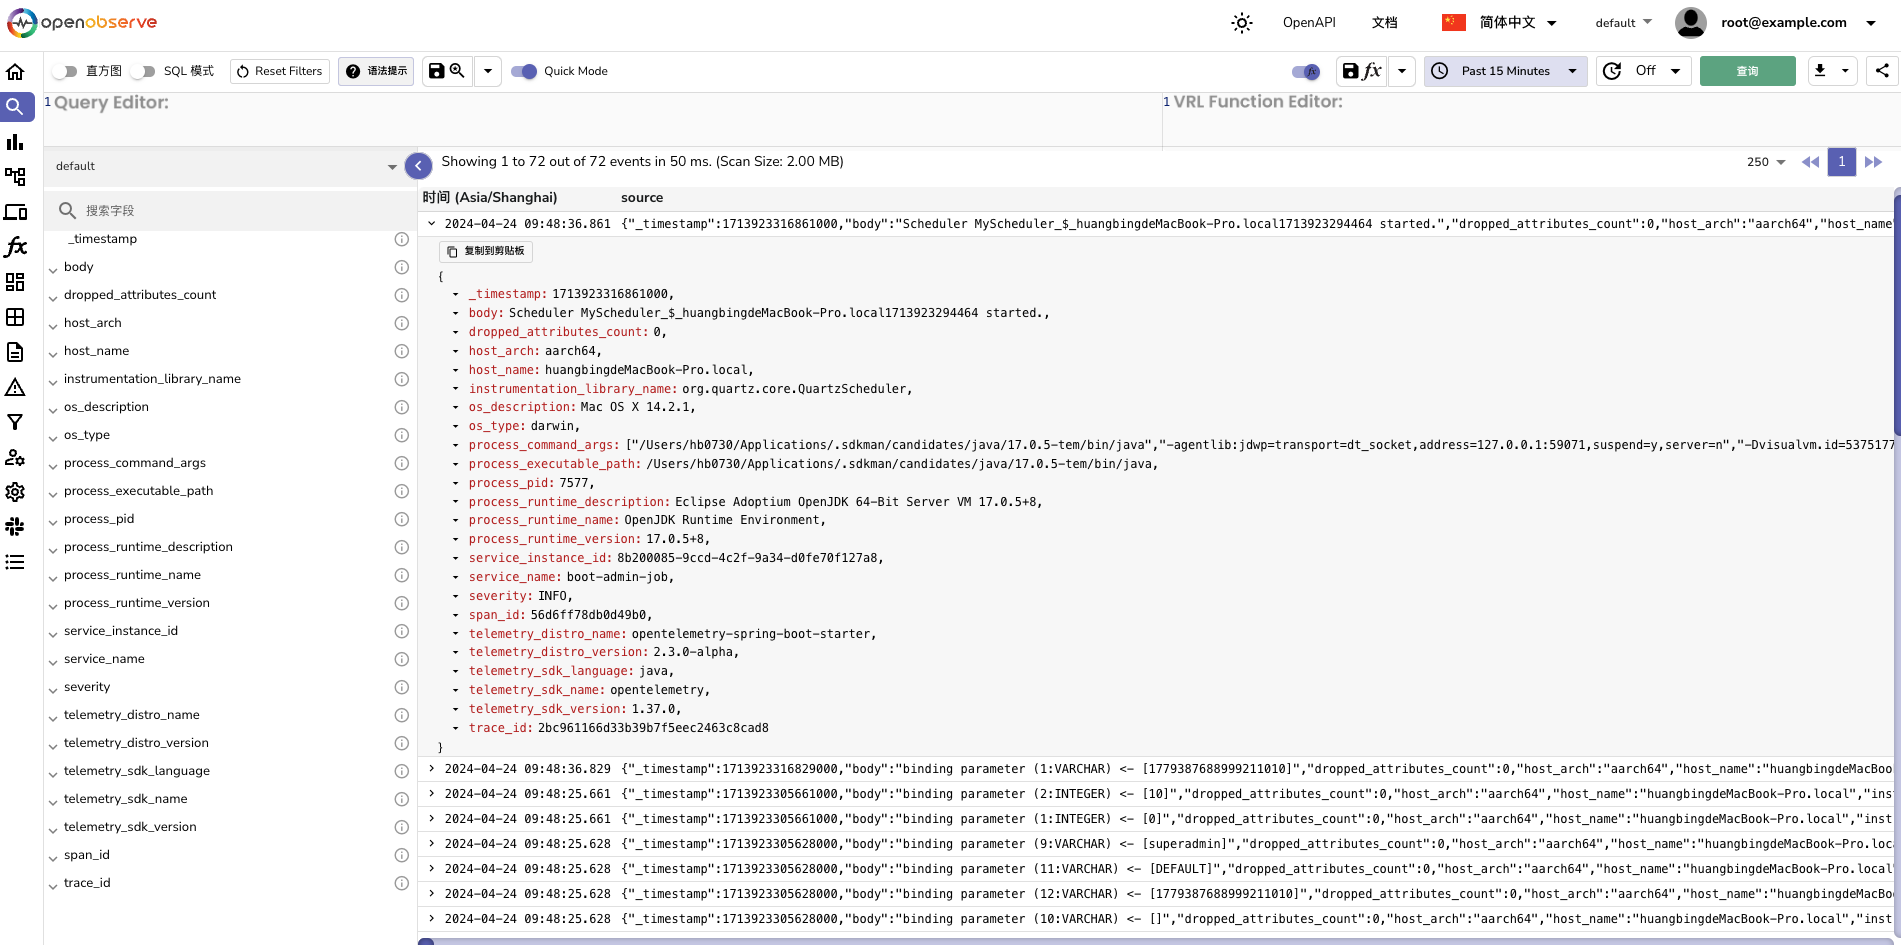 openobserve
OpenAPI 文档 简体中文 default root@example.com
直方图 SQL 模式 Reset Filters 语法提示 Quick Mode fx Past 15 Minutes Off 查询
1 Query Editor:
1 VRL Function Editor:
default
Showing 1 to 72 out of 72 events in 50 ms. (Scan Size: 2.00 MB)
250 1
搜索字段
_timestamp
body
dropped_attributes_count
host_arch
host_name
instrumentation_library_name
os_description
os_type
process_command_args
process_executable_path
process_pid
process_runtime_description
process_runtime_name
process_runtime_version
service_instance_id
service_name
severity
telemetry_distro_name
telemetry_distro_version
telemetry_sdk_language
telemetry_sdk_name
telemetry_sdk_version
span_id
trace_id
时间 (Asia/Shanghai) source
2024-04-24 09:48:36.861 {"_timestamp":1713923316861000,"body":"Scheduler MyScheduler_$_huangbingdeMacBook-Pro.local1713923294464 started.","dropped_attributes_count":0,"host_arch":"aarch64","host_name"
复制到剪贴板
{
_timestamp: 1713923316861000,
body: Scheduler MyScheduler_$_huangbingdeMacBook-Pro.local1713923294464 started.,
dropped_attributes_count: 0,
host_arch: aarch64,
host_name: huangbingdeMacBook-Pro.local,
instrumentation_library_name: org.quartz.core.QuartzScheduler,
os_description: Mac OS X 14.2.1,
os_type: darwin,
process_command_args: ["/Users/hb0730/Applications/.sdkman/candidates/java/17.0.5-tem/bin/java","-agentlib:jdwp=transport=dt_socket,address=127.0.0.1:59071,suspend=y,server=n","-Dvisualvm.id=5375177
process_executable_path: /Users/hb0730/Applications/.sdkman/candidates/java/17.0.5-tem/bin/java,
process_pid: 7577,
process_runtime_description: Eclipse Adoptium OpenJDK 64-Bit Server VM 17.0.5+8,
process_runtime_name: OpenJDK Runtime Environment,
process_runtime_version: 17.0.5+8,
service_instance_id: 8b200085-9ccd-4c2f-9a34-d0fe70f127a8,
service_name: boot-admin-job,
severity: INFO,
span_id: 56d6ff78db0d49b0,
telemetry_distro_name: opentelemetry-spring-boot-starter,
telemetry_distro_version: 2.3.0-alpha,
telemetry_sdk_language: java,
telemetry_sdk_name: opentelemetry,
telemetry_sdk_version: 1.37.0,
trace_id: 2bc961166d33b39b7f5eec2463c8cad8
}
2024-04-24 09:48:36.829 {"_timestamp":1713923316829000,"body":"binding parameter (1:VARCHAR) <- [1779387688999211010]","dropped_attributes_count":0,"host_arch":"aarch64","host_name":"huangbingdeMacBoo
2024-04-24 09:48:25.661 {"_timestamp":1713923305661000,"body":"binding parameter (2:INTEGER) <- [10]","dropped_attributes_count":0,"host_arch":"aarch64","host_name":"huangbingdeMacBook-Pro.local","ins
2024-04-24 09:48:25.661 {"_timestamp":1713923305661000,"body":"binding parameter (1:INTEGER) <- [0]","dropped_attributes_count":0,"host_arch":"aarch64","host_name":"huangbingdeMacBook-Pro.local","inst
2024-04-24 09:48:25.628 {"_timestamp":1713923305628000,"body":"binding parameter (9:VARCHAR) <- [superadmin]","dropped_attributes_count":0,"host_arch":"aarch64","host_name":"huangbingdeMacBook-Pro.loc
2024-04-24 09:48:25.628 {"_timestamp":1713923305628000,"body":"binding parameter (11:VARCHAR) <- [DEFAULT]","dropped_attributes_count":0,"host_arch":"aarch64","host_name":"huangbingdeMacBook-Pro.local
2024-04-24 09:48:25.628 {"_timestamp":1713923305628000,"body":"binding parameter (12:VARCHAR) <- [1779387688999211010]","dropped_attributes_count":0,"host_arch":"aarch64","host_name":"huangbingdeMacBo
2024-04-24 09:48:25.628 {"_timestamp":1713923305628000,"body":"binding parameter (10:VARCHAR) <- []","dropped_attributes_count":0,"host_arch":"aarch64","host_name":"huangbingdeMacBook-Pro.local","inst